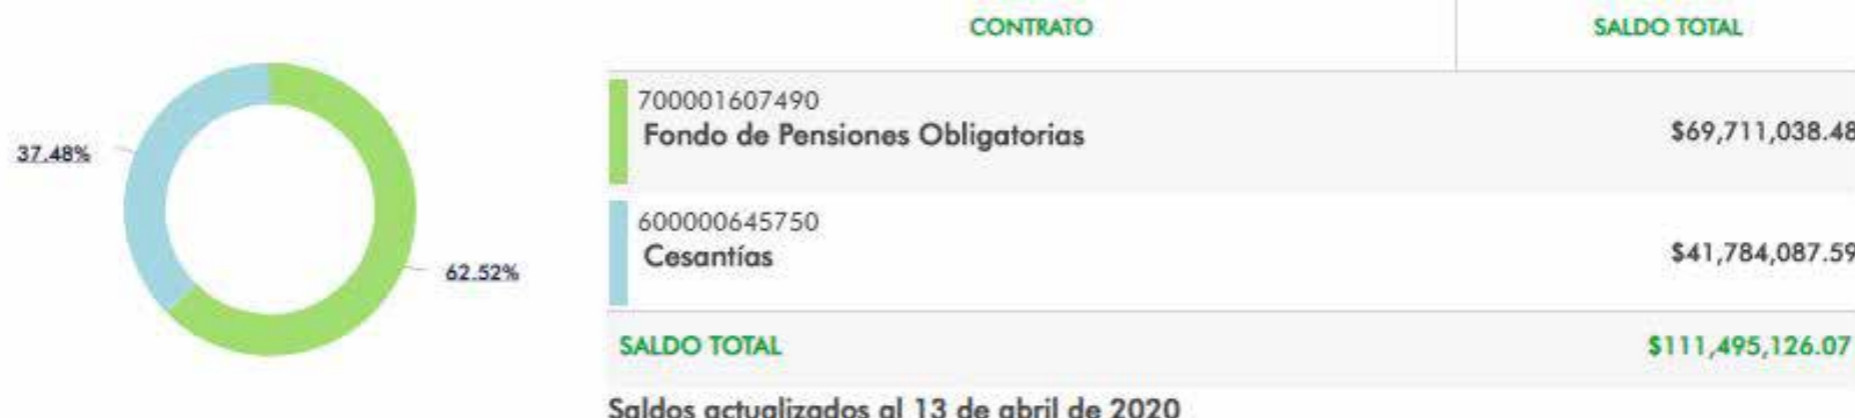 CONTRATO SALDO TOTAL
37.48%
62.52%
700001607490
Fondo de Pensiones Obligatorias $69,711,038.48
600000645750
Cesantías $41,784,087.59
SALDO TOTAL $111,495,126.07
Saldos actualizados al 13 de abril de 2020